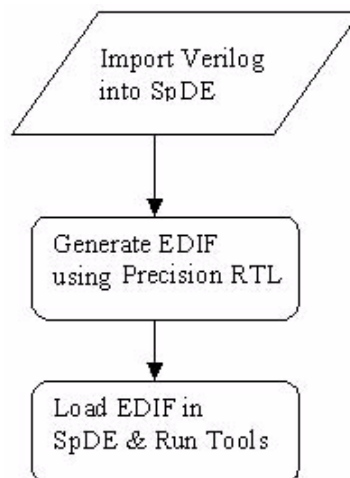 Import Verilog
into SpDE
Generate EDIF
using Precision RTL
Load EDIF in
SpDE & Run Tools